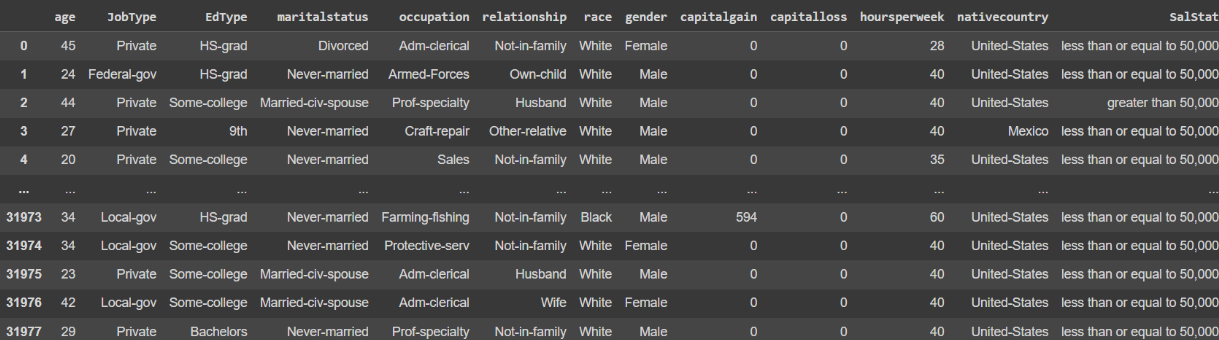 age JobType EdType maritalstatus occupation relationship race gender capitalgain capitalloss hoursperweek nativecountry SalStat
0 45 Private HS-grad Divorced Adm-clerical Not-in-family White Female 0 0 28 United-States less than or equal to 50,000
1 24 Federal-gov HS-grad Never-married Armed-Forces Own-child White Male 0 0 40 United-States less than or equal to 50,000
2 44 Private Some-college Married-civ-spouse Prof-specialty Husband White Male 0 0 40 United-States greater than 50,000
3 27 Private 9th Never-married Craft-repair Other-relative White Male 0 0 40 Mexico less than or equal to 50,000
4 20 Private Some-college Never-married Sales Not-in-family White Male 0 0 35 United-States less than or equal to 50,000
... ... ... ... ... ... ... ... ... ... ... ... ... ...
31973 34 Local-gov HS-grad Never-married Farming-fishing Not-in-family Black Male 594 0 60 United-States less than or equal to 50,000
31974 34 Local-gov Some-college Never-married Protective-serv Not-in-family White Female 0 0 40 United-States less than or equal to 50,000
31975 23 Private Some-college Married-civ-spouse Adm-clerical Husband White Male 0 0 40 United-States less than or equal to 50,000
31976 42 Local-gov Some-college Married-civ-spouse Adm-clerical Wife White Female 0 0 40 United-States less than or equal to 50,000
31977 29 Private Bachelors Never-married Prof-specialty Not-in-family White Male 0 0 40 United-States less than or equal to 50,000